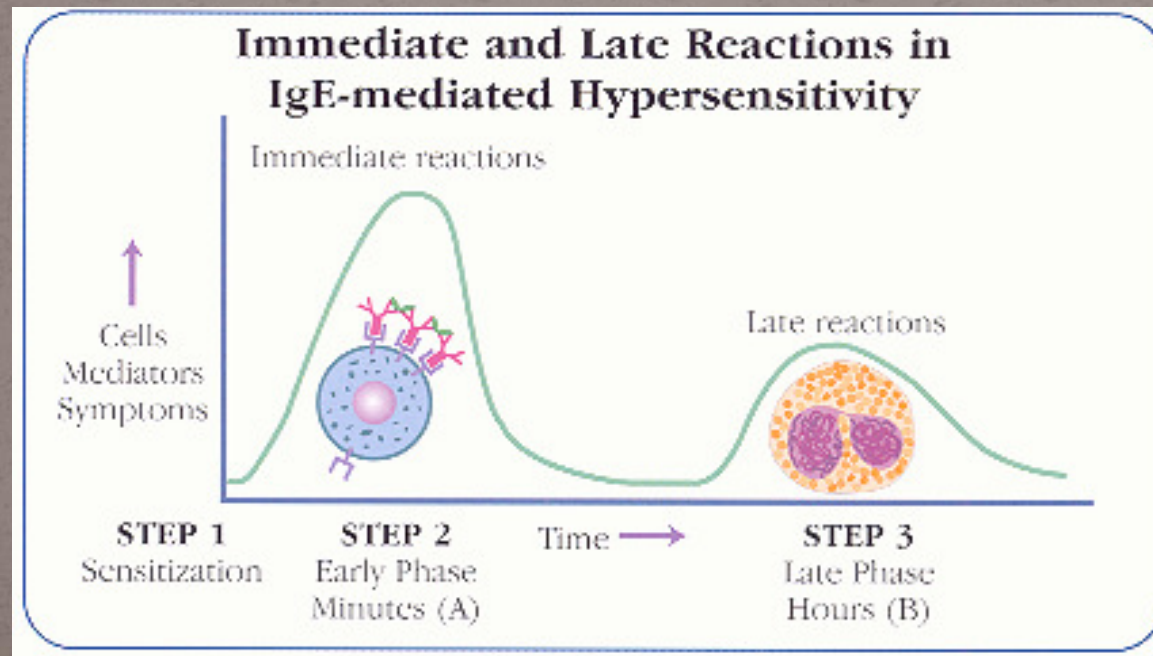 Immediate and Late Reactions in
IgE-mediated Hypersensitivity
Immediate reactions
Late reactions
Cells
Mediators
Symptoms
STEP 1
Sensitization
STEP 2
Early Phase
Minutes (A)
Time
STEP 3
Late Phase
Hours (B)